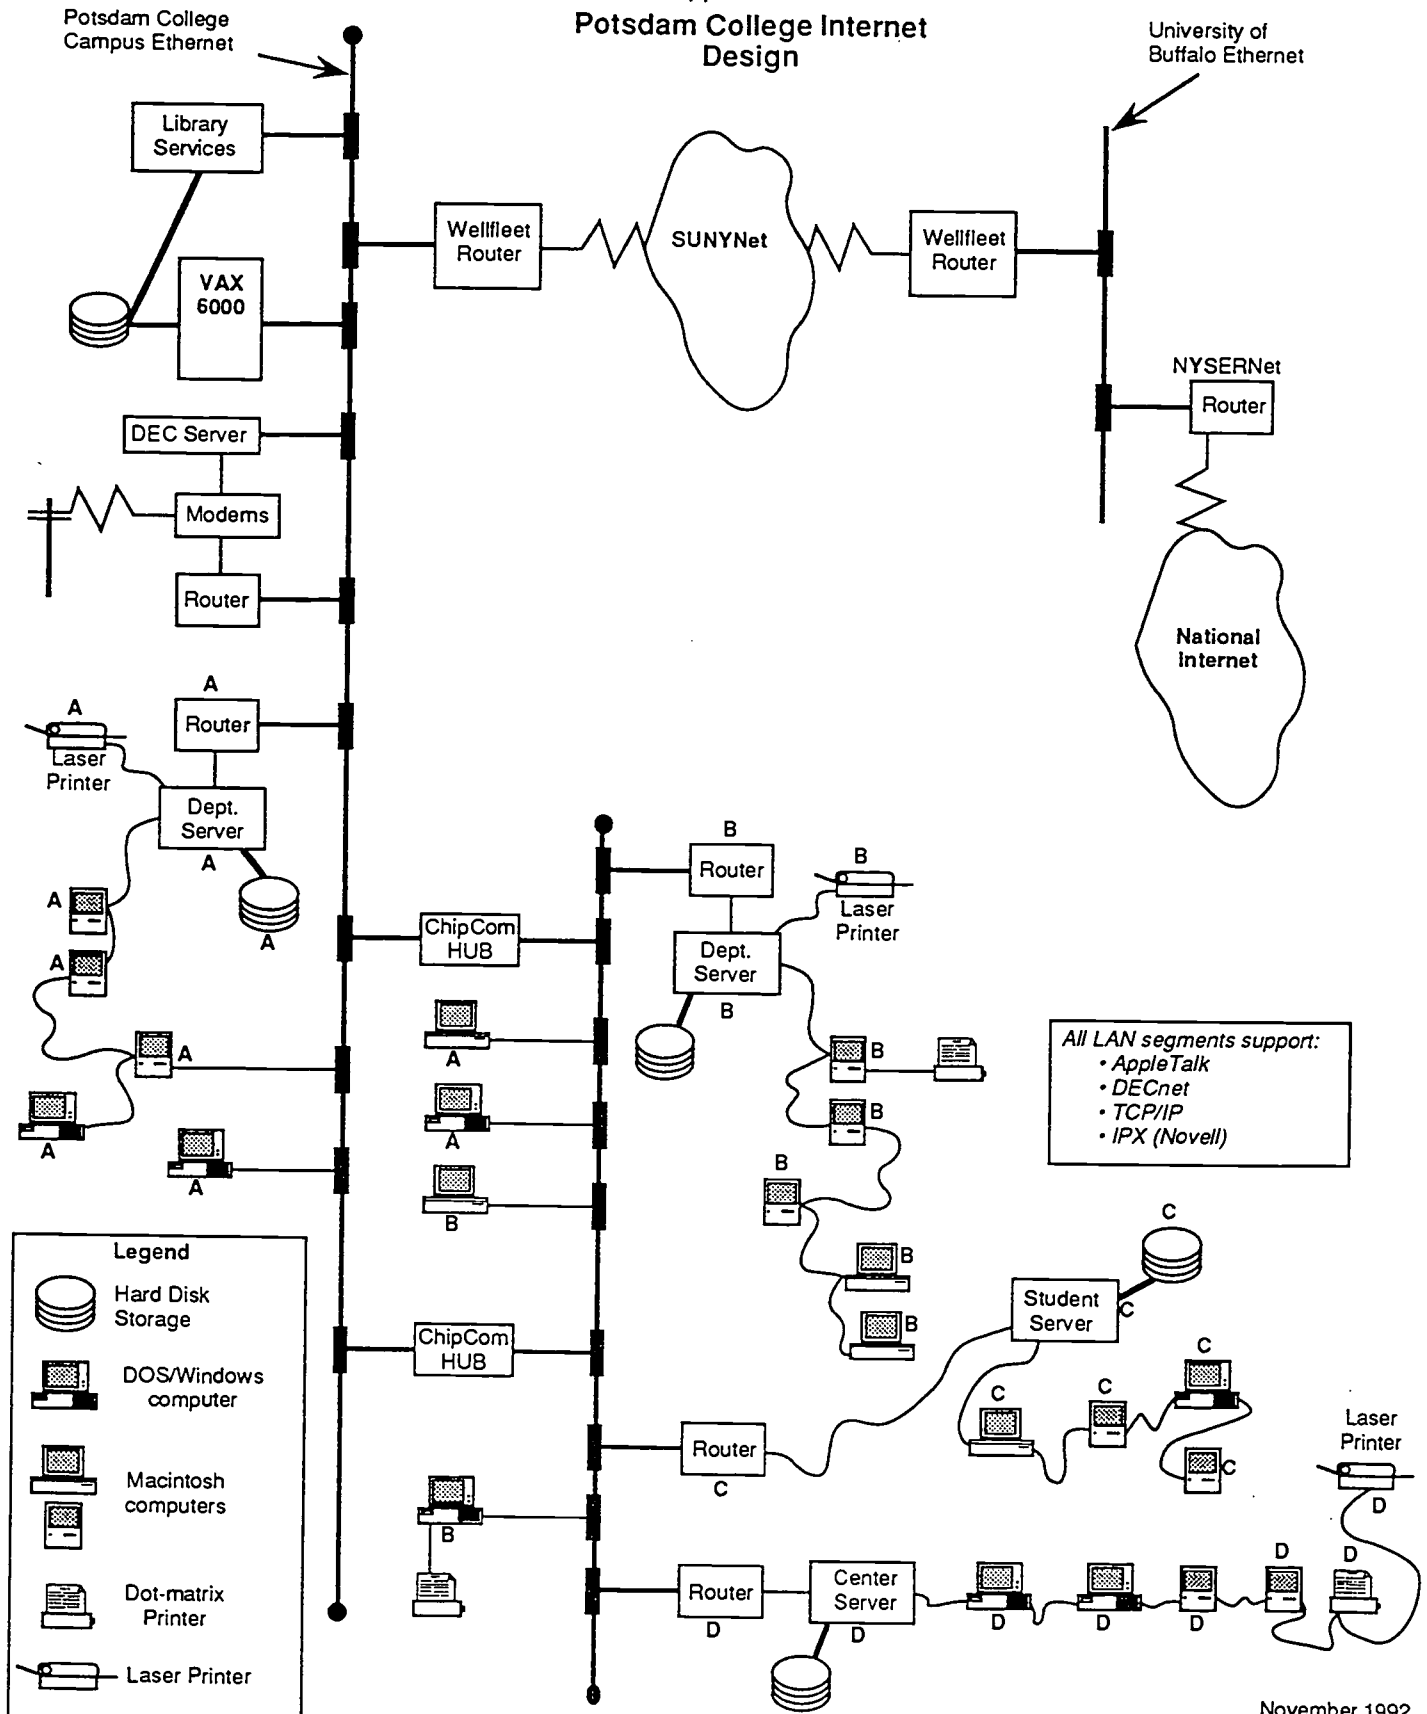 Potsdam College Internet
Design
Potsdam College
Campus Ethernet
University of
Buffalo Ethernet
Library
Services
Wellfleet
Router
SUNYNet
Wellfleet
Router
VAX
6000
NYSERNet
Router
DEC Server
Modems
Router
National
Internet
A
Router
A
Laser
Printer
Dept.
Server
A
A
A
A
A
A
A
B
Router
B
Laser
Printer
ChipCom
HUB
Dept.
Server
B
A
A
B
B
B
B
B
B
All LAN segments support:
• AppleTalk
• DECnet
• TCP/IP
• IPX (Novell)
C
Student
Server
C
ChipCom
HUB
C
C
C
C
Router
C
Laser
Printer
D
B
Router
D
Center
Server
D
D
D
D
D
D
Legend
Hard Disk
Storage
DOS/Windows
computer
Macintosh
computers
Dot-matrix
Printer
Laser Printer
November 1992